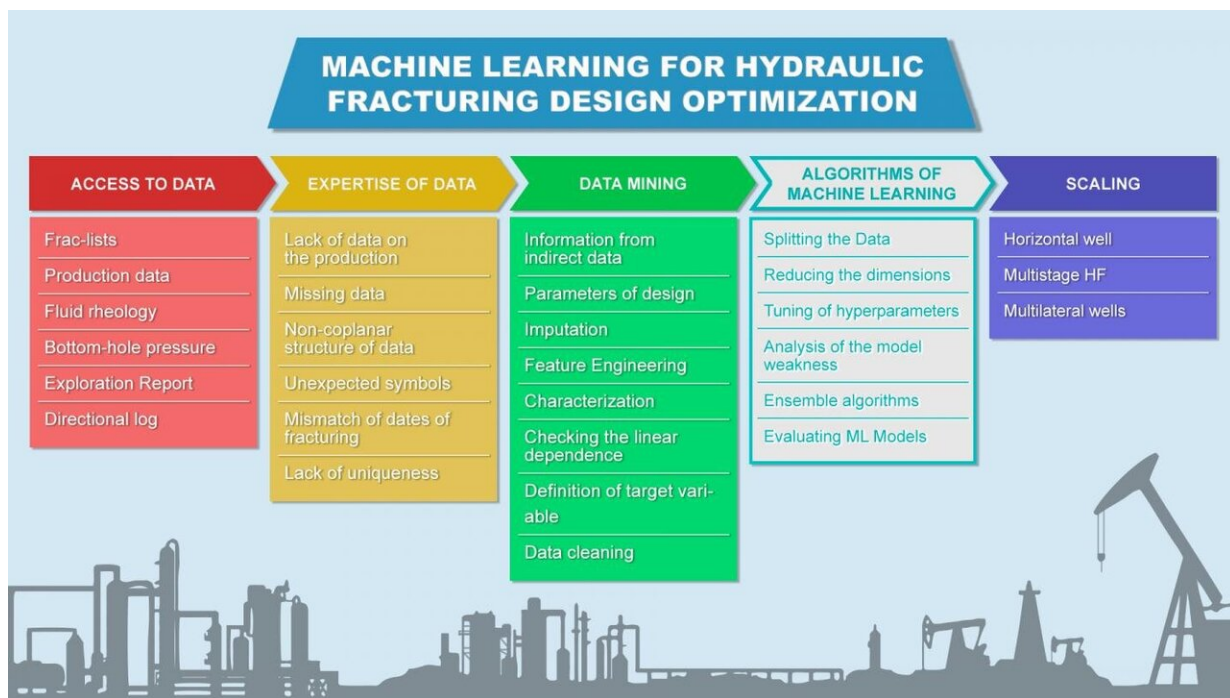 MACHINE LEARNING FOR HYDRAULIC
FRACTURING DESIGN OPTIMIZATION
ACCESS TO DATA
Frac-lists
Production data
Fluid rheology
Bottom-hole pressure
Exploration Report
Directional log
EXPERTISE OF DATA
Lack of data on
the production
Missing data
Non-coplanar
structure of data
Unexpected symbols
Mismatch of dates of
fracturing
Lack of uniqueness
DATA MINING
Information from
indirect data
Parameters of design
Imputation
Feature Engineering
Characterization
Checking the linear
dependence
Definition of target vari-
able
Data cleaning
ALGORITHMS OF
MACHINE LEARNING
Splitting the Data
Reducing the dimensions
Tuning of hyperparameters
Analysis of the model
weakness
Ensemble algorithms
Evaluating ML Models
SCALING
Horizontal well
Multistage HF
Multilateral wells